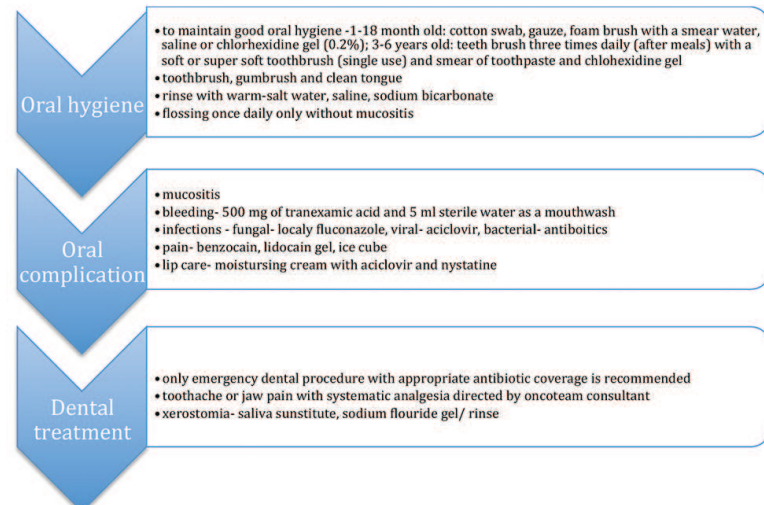 Oral hygiene
•to maintain good oral hygiene -1-18 month old: cotton swab, gauze, foam brush with a smear water,
saline or chlorhexidine gel (0.2%); 3-6 years old: teeth brush three times daily (after meals) with a
soft or super soft toothbrush (single use) and smear of toothpaste and chlohexidine gel
•toothbrush, gumbrush and clean tongue
•rinse with warm-salt water, saline, sodium bicarbonate
•flossing once daily only without mucositis
Oral
complication
•mucositis
•bleeding- 500 mg of tranexamic acid and 5 ml sterile water as a mouthwash
•infections - fungal- localy fluconazole, viral- aciclovir, bacterial- antiboitics
•pain- benzocain, lidocain gel, ice cube
•lip care- moistursing cream with aciclovir and nystatine
Dental
treatment
•only emergency dental procedure with appropriate antibiotic coverage is recommended
•toothache or jaw pain with systematic analgesia directed by oncoteam consultant
•xerostomia- saliva sunstitute, sodium flouride gel/ rinse